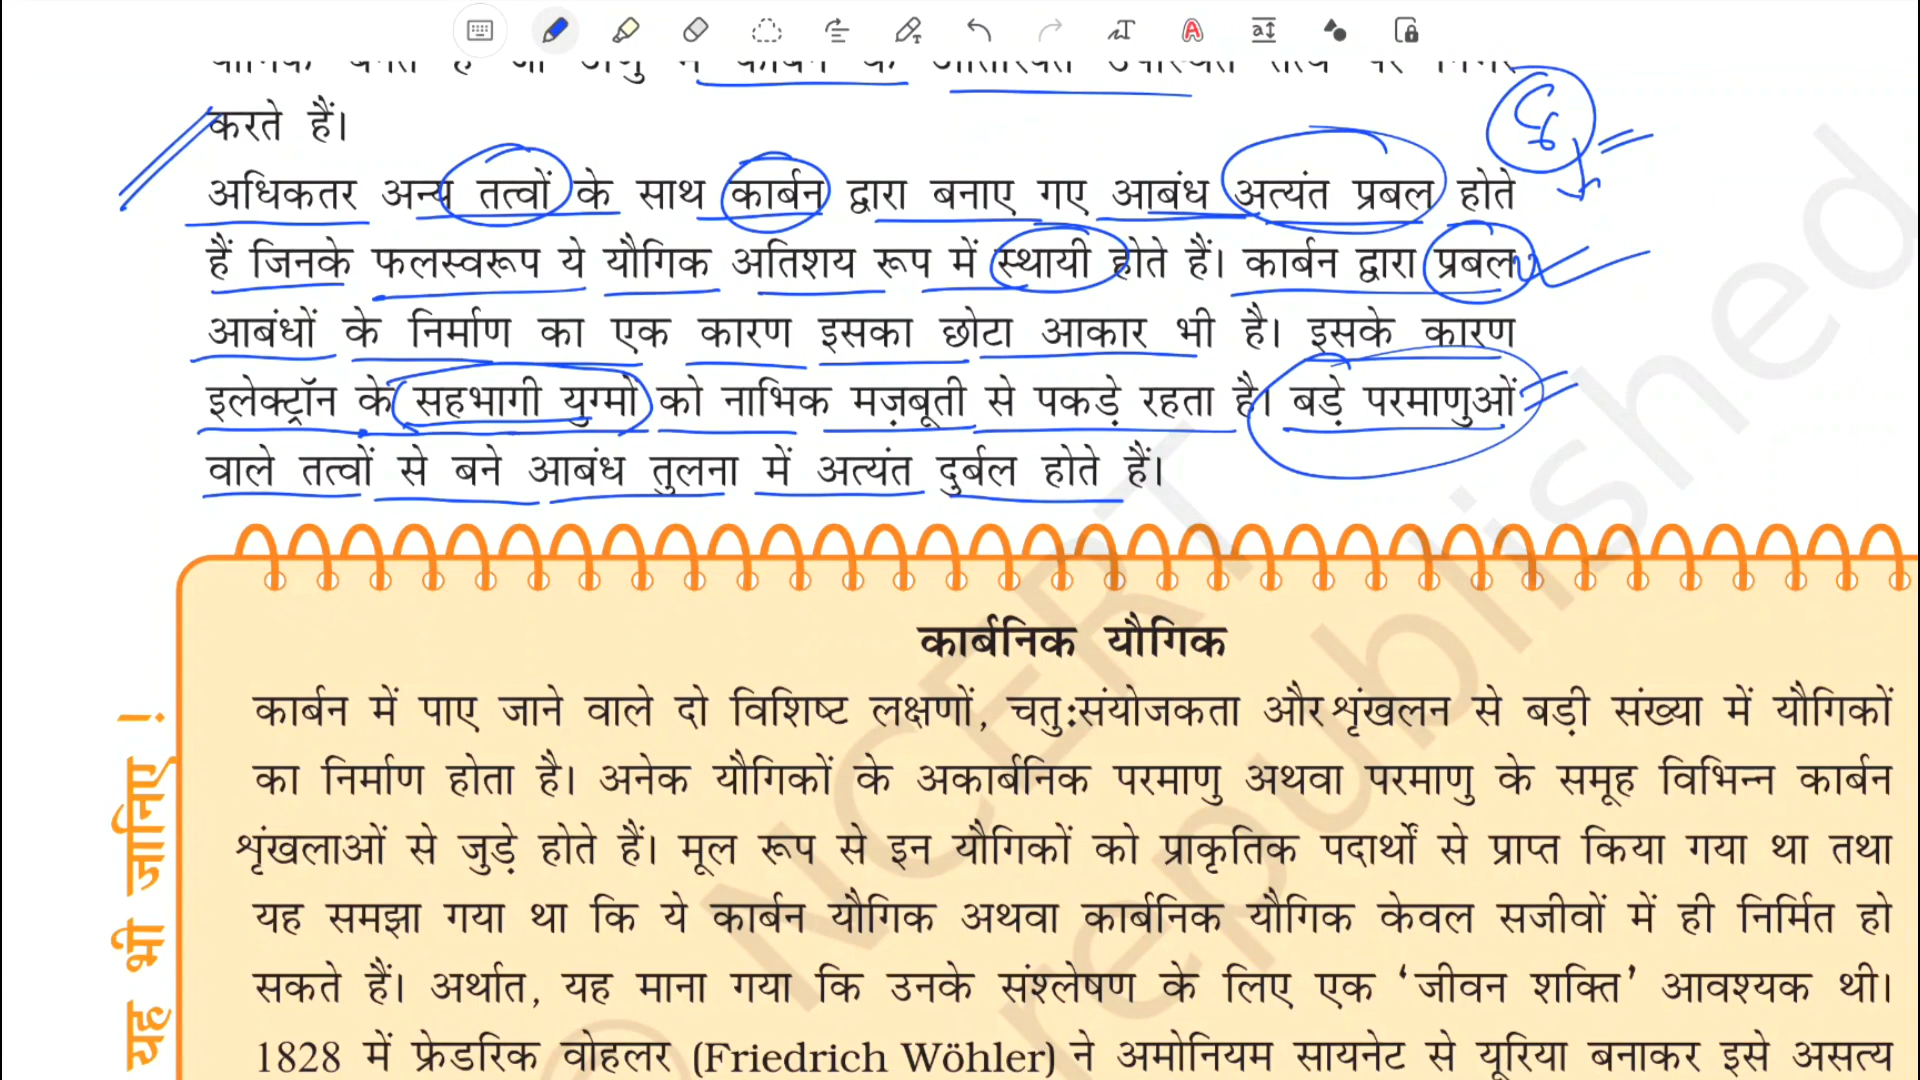 करते हैं।
अधिकतर अन्य तत्वों के साथ कार्बन द्वारा बनाए गए आबंध अत्यंत प्रबल होते
हैं जिनके फलस्वरूप ये यौगिक अतिशय रूप में स्थायी होते हैं। कार्बन द्वारा प्रबल
आबंधों के निर्माण का एक कारण इसका छोटा आकार भी है। इसके कारण
इलेक्ट्रॉन के सहभागी युग्मों को नाभिक मज़बूती से पकड़े रहता है। बड़े परमाणुओं
वाले तत्वों से बने आबंध तुलना में अत्यंत दुर्बल होते हैं।
यह भी जानिए!
कार्बनिक यौगिक
कार्बन में पाए जाने वाले दो विशिष्ट लक्षणों, चतुःसंयोजकता और शृंखलन से बड़ी संख्या में यौगिकों
का निर्माण होता है। अनेक यौगिकों के अकार्बनिक परमाणु अथवा परमाणु के समूह विभिन्न कार्बन
शृंखलाओं से जुड़े होते हैं। मूल रूप से इन यौगिकों को प्राकृतिक पदार्थों से प्राप्त किया गया था तथा
यह समझा गया था कि ये कार्बन यौगिक अथवा कार्बनिक यौगिक केवल सजीवों में ही निर्मित हो
सकते हैं। अर्थात, यह माना गया कि उनके संश्लेषण के लिए एक ‘जीवन शक्ति’ आवश्यक थी।
1828 में फ्रेडरिक वोहलर (Friedrich Wöhler) ने अमोनियम सायनेट से यूरिया बनाकर इसे असत्य
© NCERT
republished